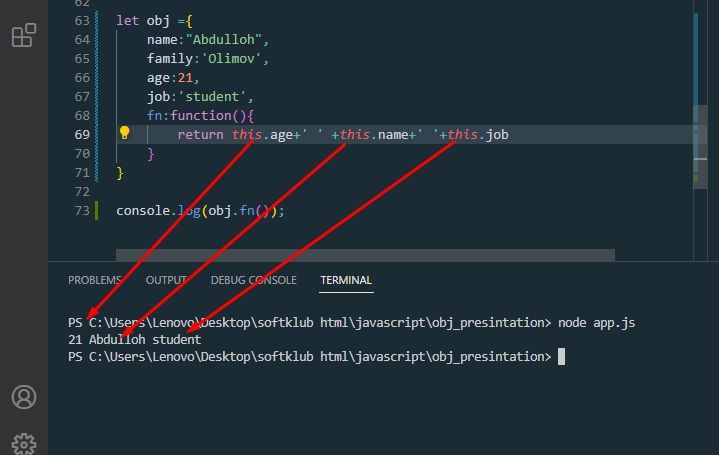 62
63 let obj ={
64 name:"Abdulloh",
65 family:'Olimov',
66 age:21,
67 job:'student',
68 fn:function(){
69 return this.age+' ' +this.name+' '+this.job
70 }
71 }
72
73 console.log(obj.fn());
PROBLEMS OUTPUT DEBUG CONSOLE TERMINAL
PS C:\Users\Lenovo\Desktop\softklub html\javascript\obj_presintation> node app.js
21 Abdulloh student
PS C:\Users\Lenovo\Desktop\softklub html\javascript\obj_presintation>